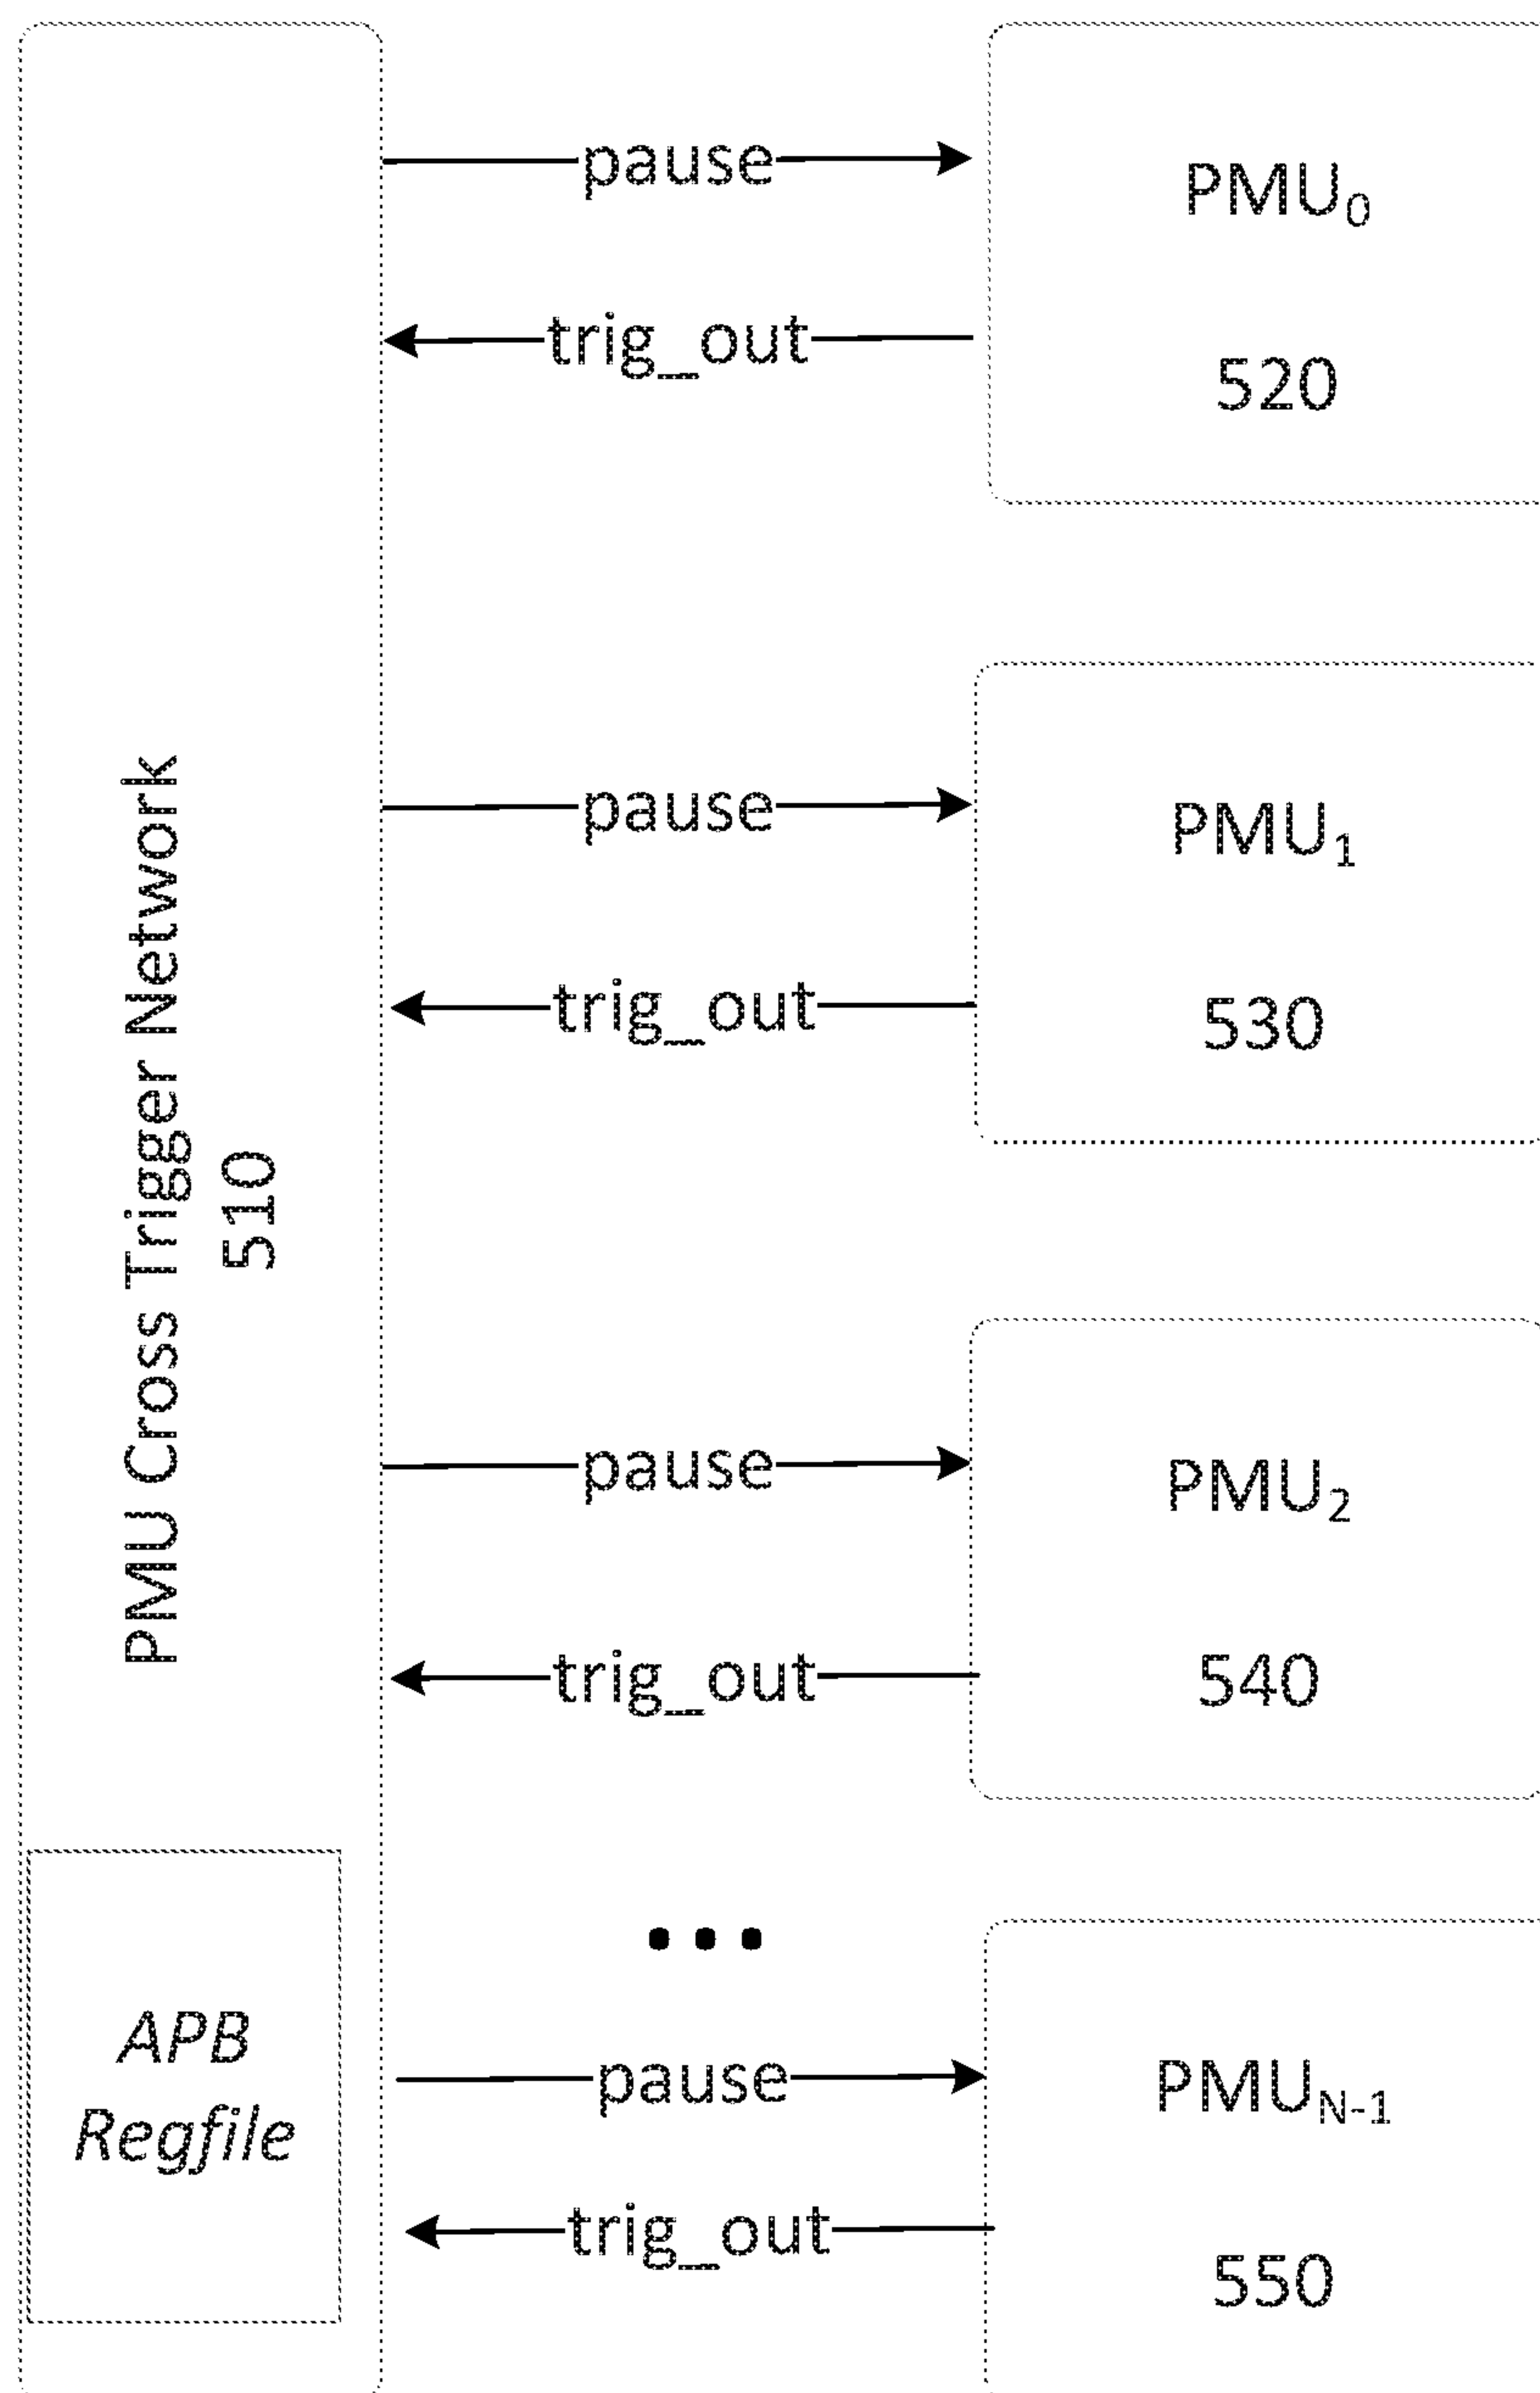 PMU Cross Trigger Network
510
APB
Regfile
pause
trig_out
PMU₀
520
pause
trig_out
PMU₁
530
pause
trig_out
PMU₂
540
...
pause
trig_out
PMU_N-1
550